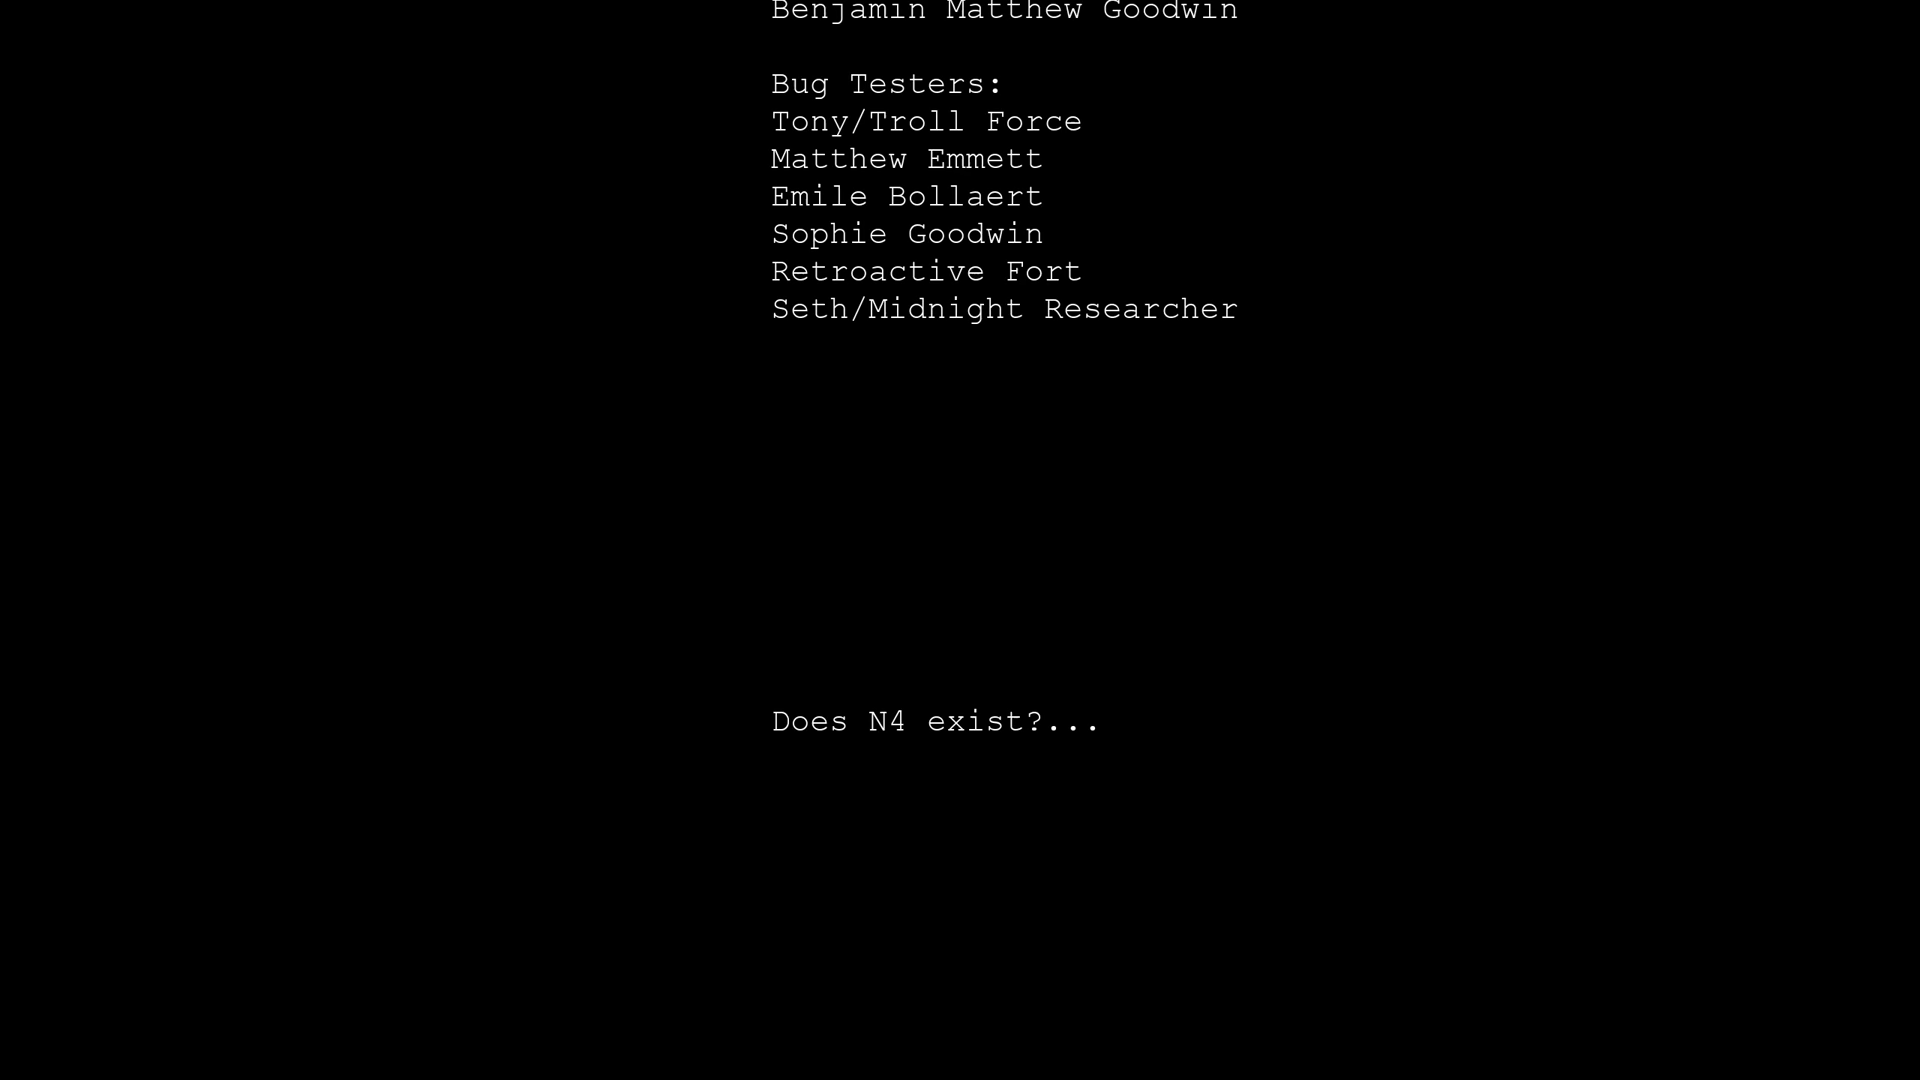 Benjamin Matthew Goodwin
Bug Testers:
Tony/Troll Force
Matthew Emmett
Emile Bollaert
Sophie Goodwin
Retroactive Fort
Seth/Midnight Researcher
Does N4 exist?...